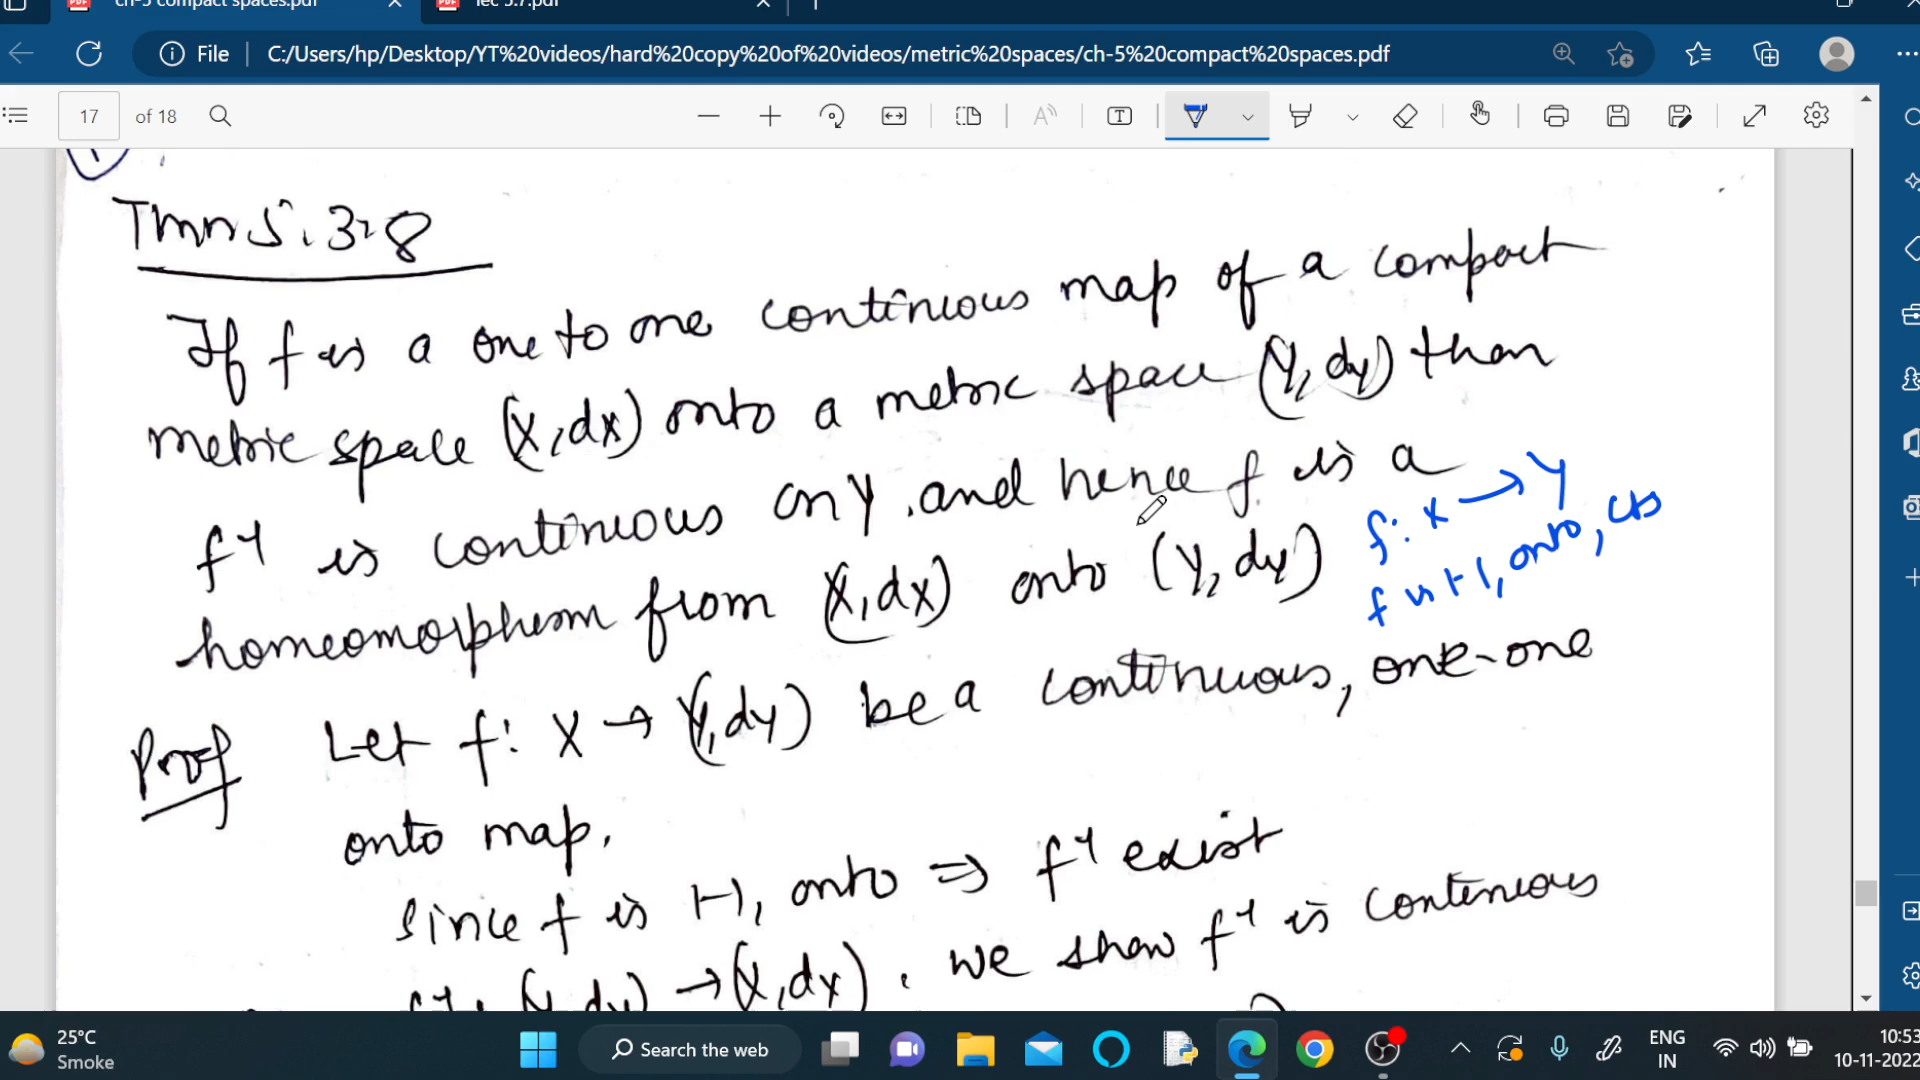 ch-5 compact spaces.pdf
lec 5.7.pdf
File
C:/Users/hp/Desktop/YT%20videos/hard%20copy%20of%20videos/metric%20spaces/ch-5%20compact%20spaces.pdf
17 of 18
Thm 5.3.8
If f is a one to one continuous map of a compact
metric space (X, dx) onto a metric space (Y, dy) then
f⁻¹ is continuous on Y, and hence f is a
f: X → Y
homeomorphism from (X, dx) onto (Y, dy)
f is 1-1, onto, cts
Proof Let f: X → (Y, dy) be a continuous, one-one
onto map.
Since f is 1-1, onto ⇒ f⁻¹ exist
f⁻¹: (Y, dy) → (X, dx). We show f⁻¹ is continuous
25°C
Smoke
Search the web
ENG
IN
10:53
10-11-2022